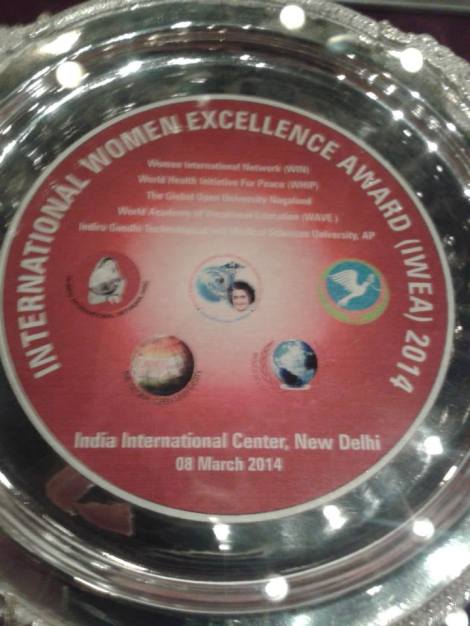 INTERNATIONAL WOMEN EXCELLENCE AWARD (IWEA) 2014
Women International Network (WIN)
World Health Initiative For Peace (WHIP)
The Global Open University Nagaland
World Academy of Vocational Education (WAVE)
Indira Gandhi Technological and Medical Sciences University, AP
India International Center, New Delhi
08 March 2014